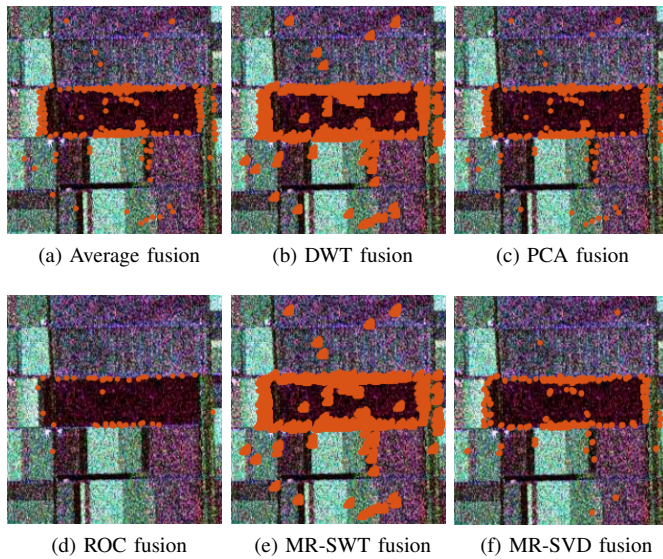 (a) Average fusion
(b) DWT fusion
(c) PCA fusion
(d) ROC fusion
(e) MR-SWT fusion
(f) MR-SVD fusion